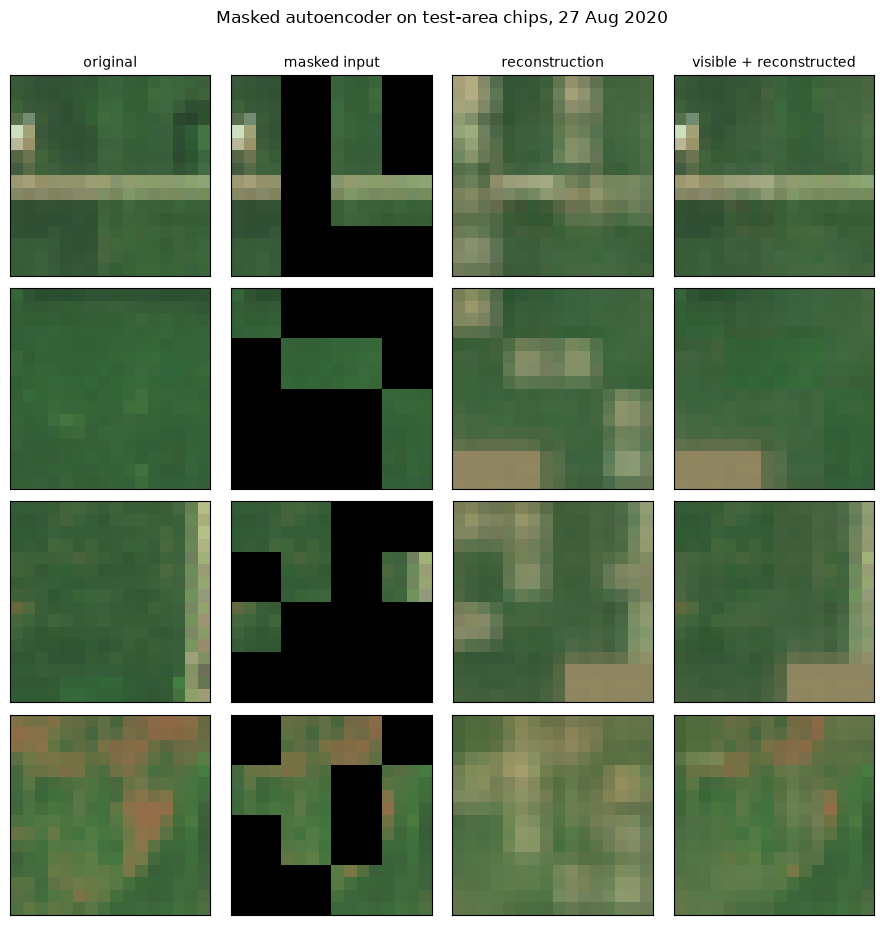 Masked autoencoder on test-area chips, 27 Aug 2020
original
masked input
reconstruction
visible + reconstructed